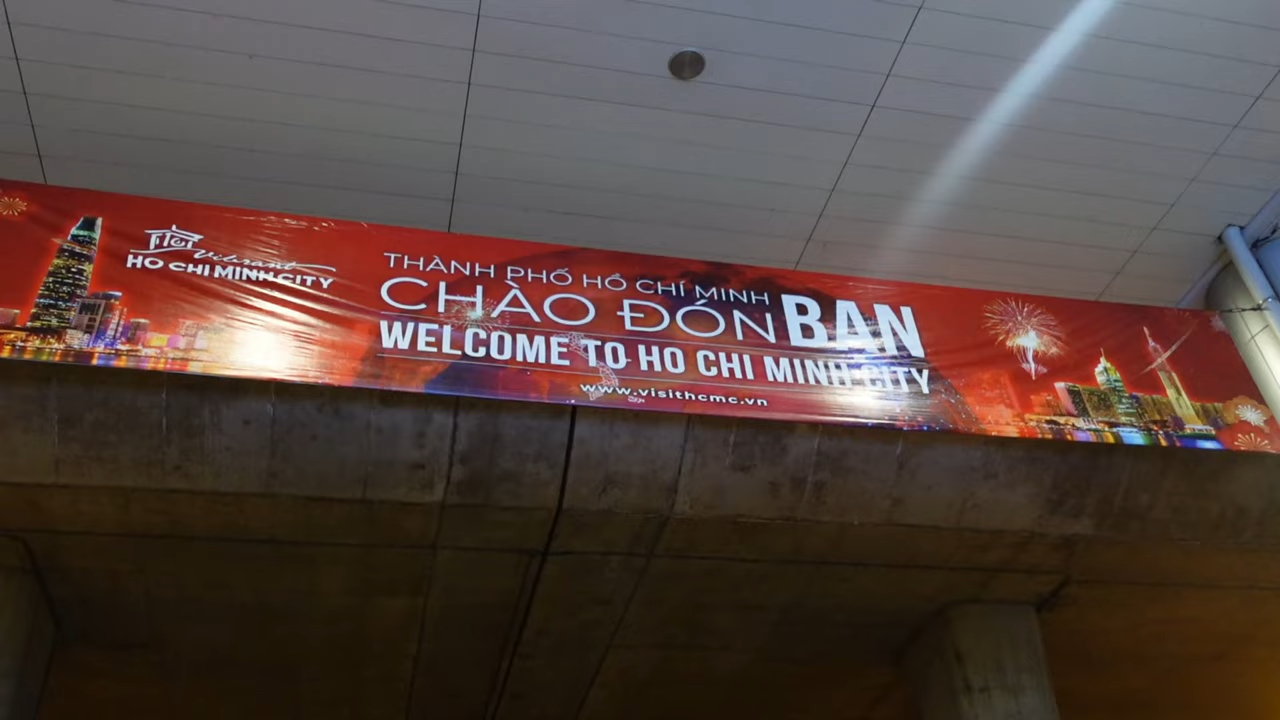 Vibrant
HO CHI MINH CITY
THÀNH PHỐ HỒ CHÍ MINH
CHÀO ĐÓN BẠN
WELCOME TO HO CHI MINH CITY
www.visithcmc.vn